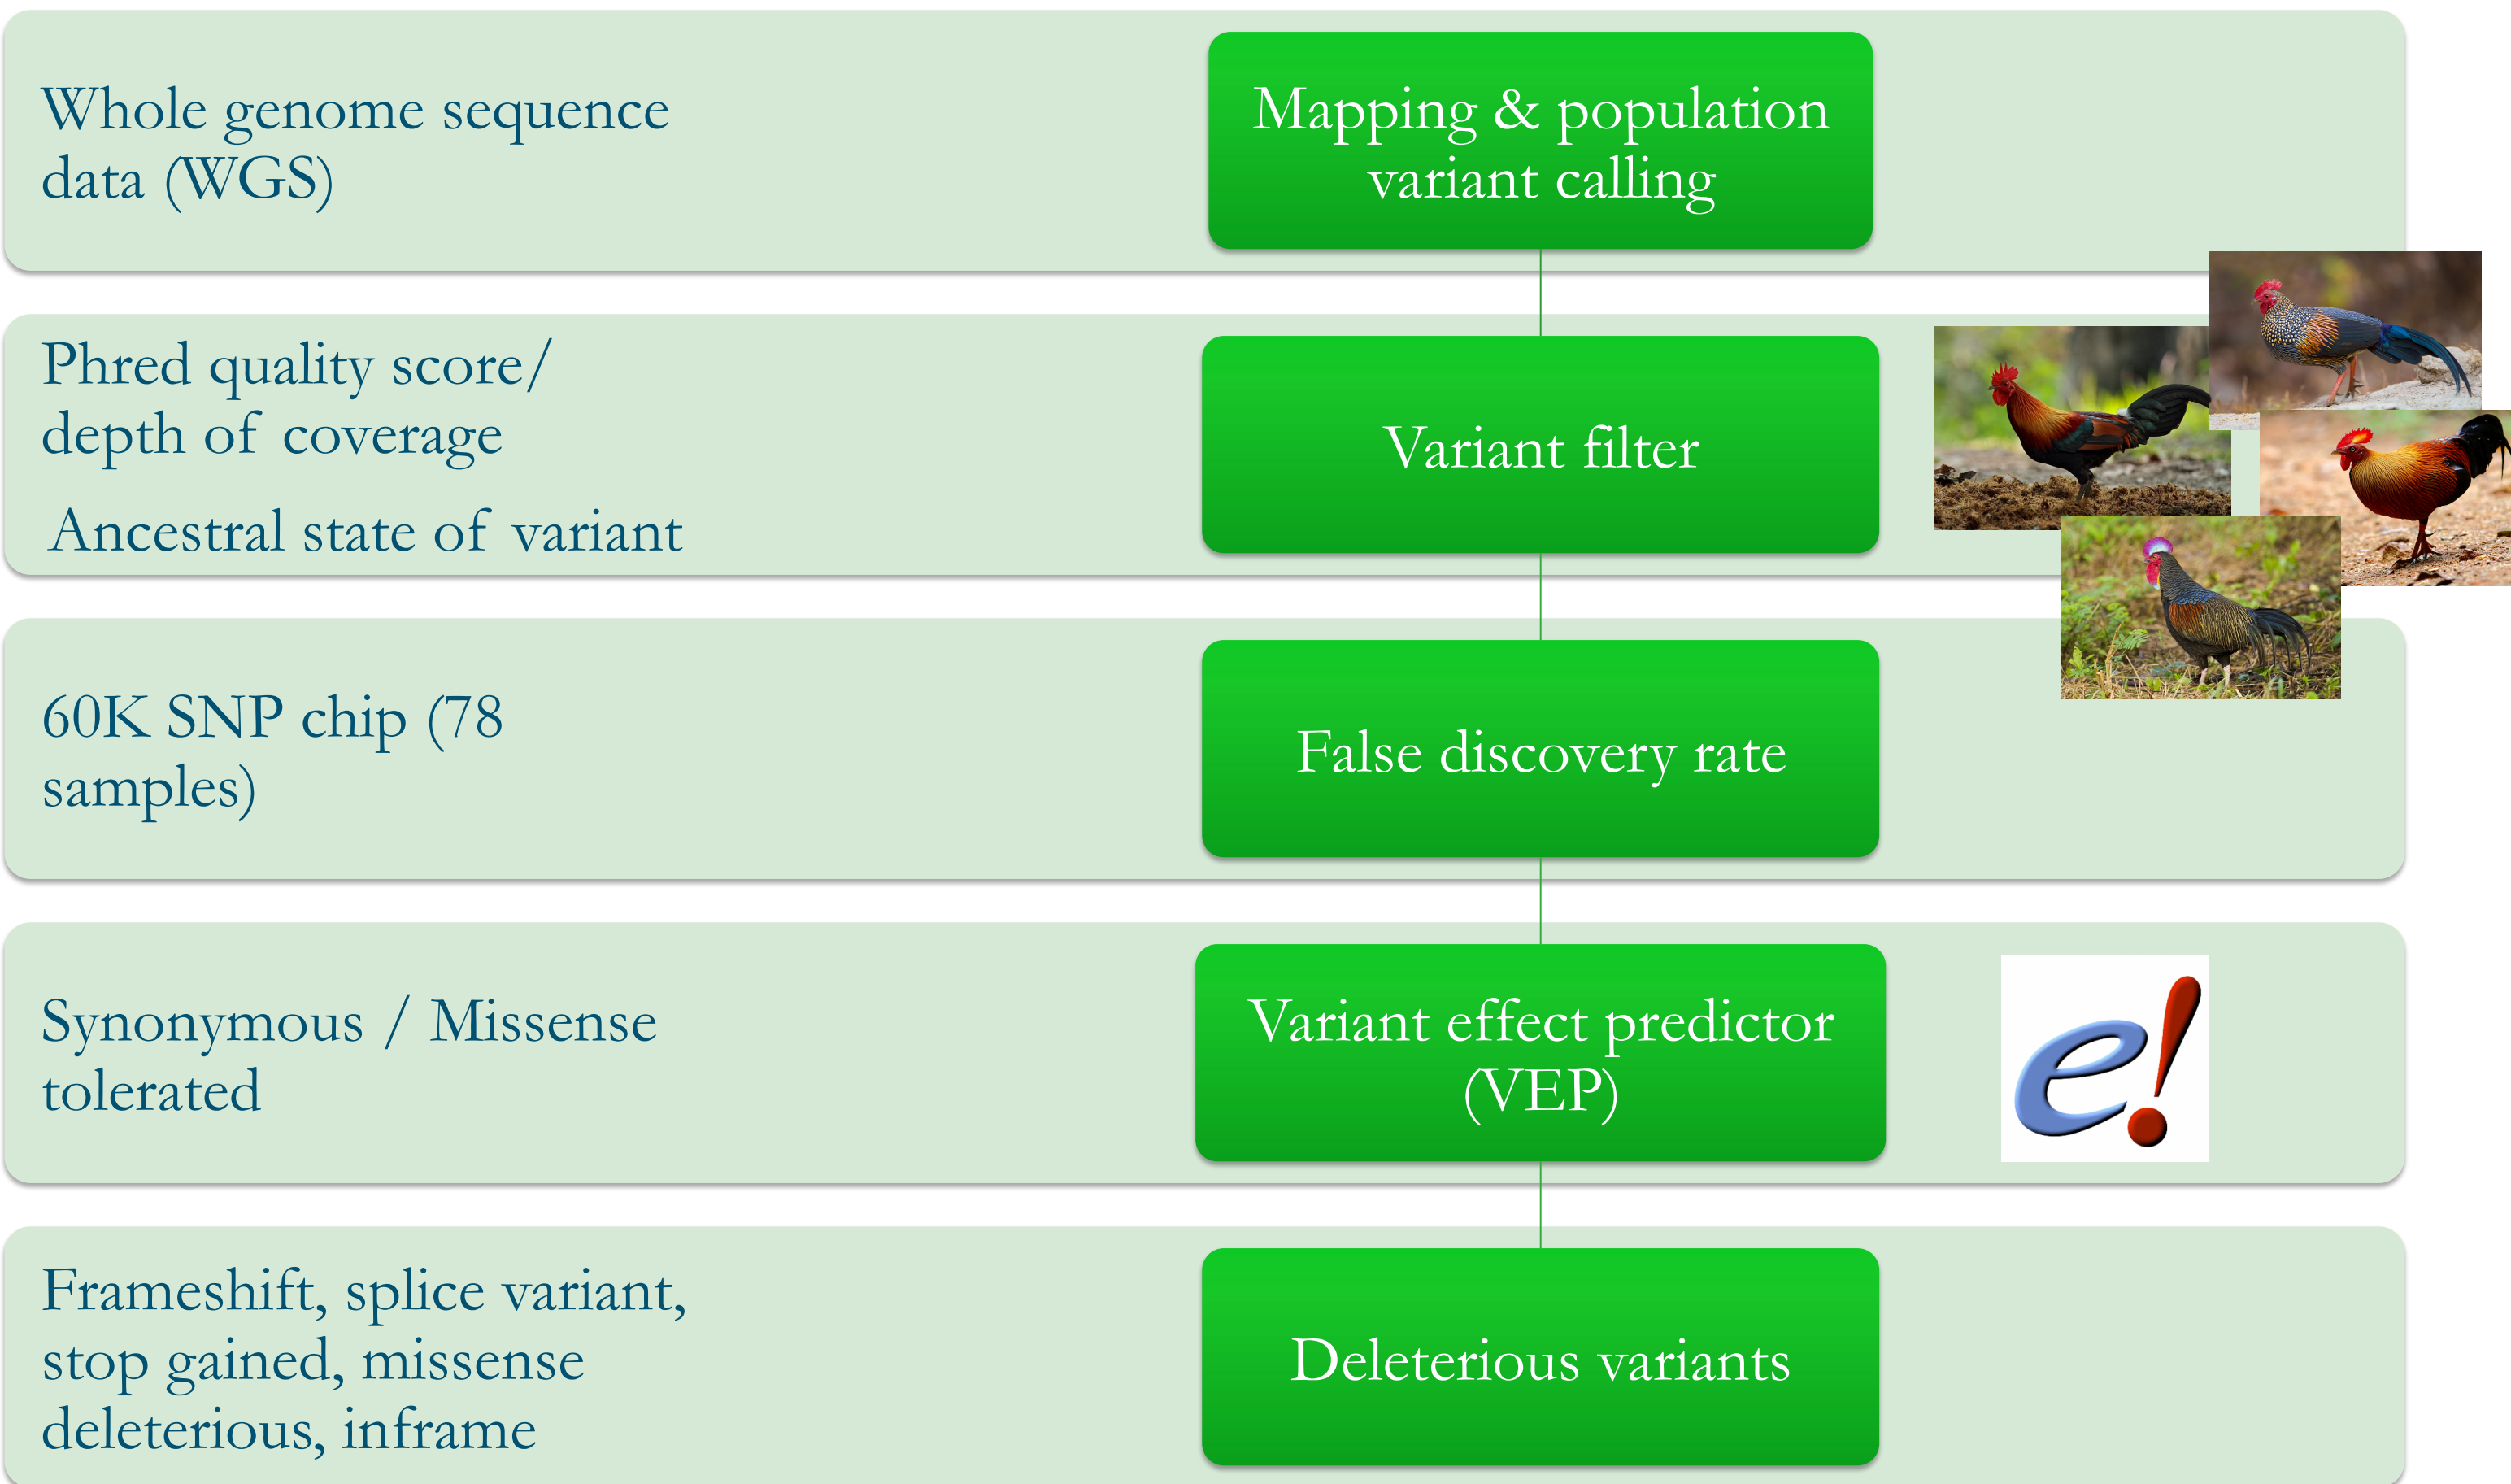 Whole genome sequence
data (WGS)
Mapping & population
variant calling
Phred quality score/
depth of coverage
Ancestral state of variant
Variant filter
60K SNP chip (78
samples)
False discovery rate
Synonymous / Missense
tolerated
Variant effect predictor
(VEP)
e!
Frameshift, splice variant,
stop gained, missense
deleterious, inframe
Deleterious variants